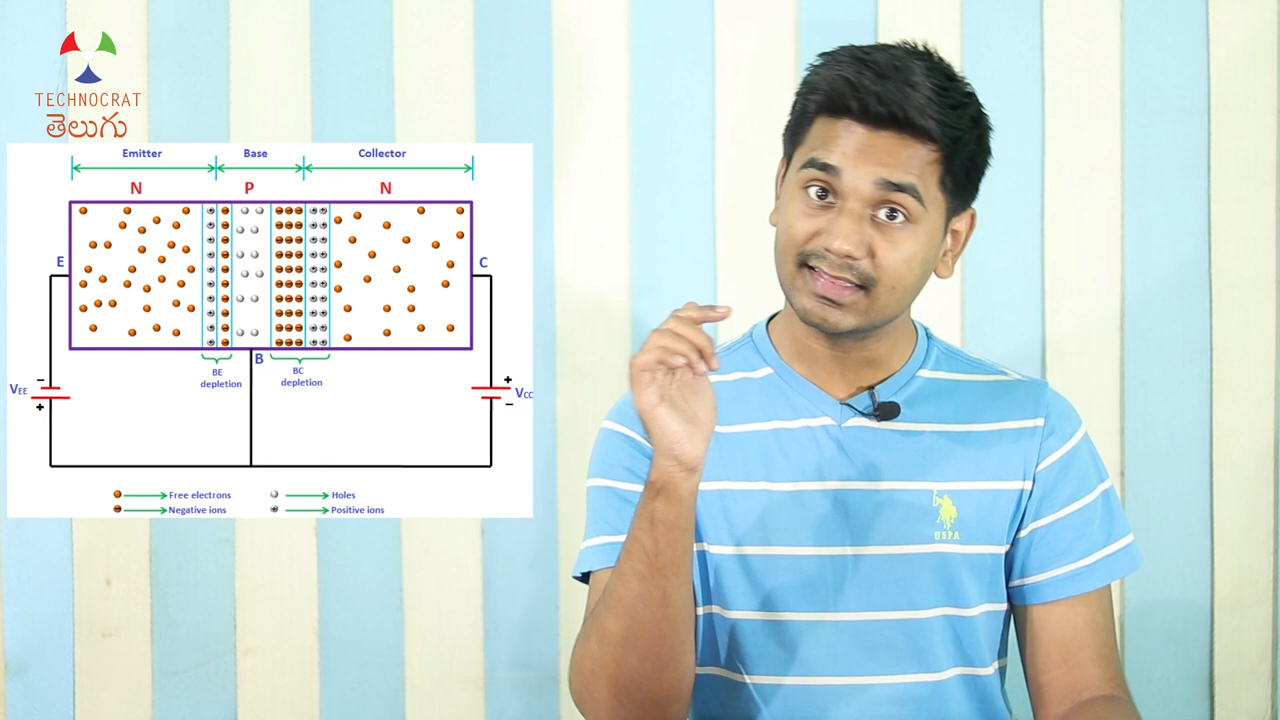 TECHNOCRAT
తెలుగు
Emitter Base Collector
N P N
E C
B
BE depletion
BC depletion
VEE − +
+ − VCC
Free electrons Holes
Negative ions Positive ions
USPA